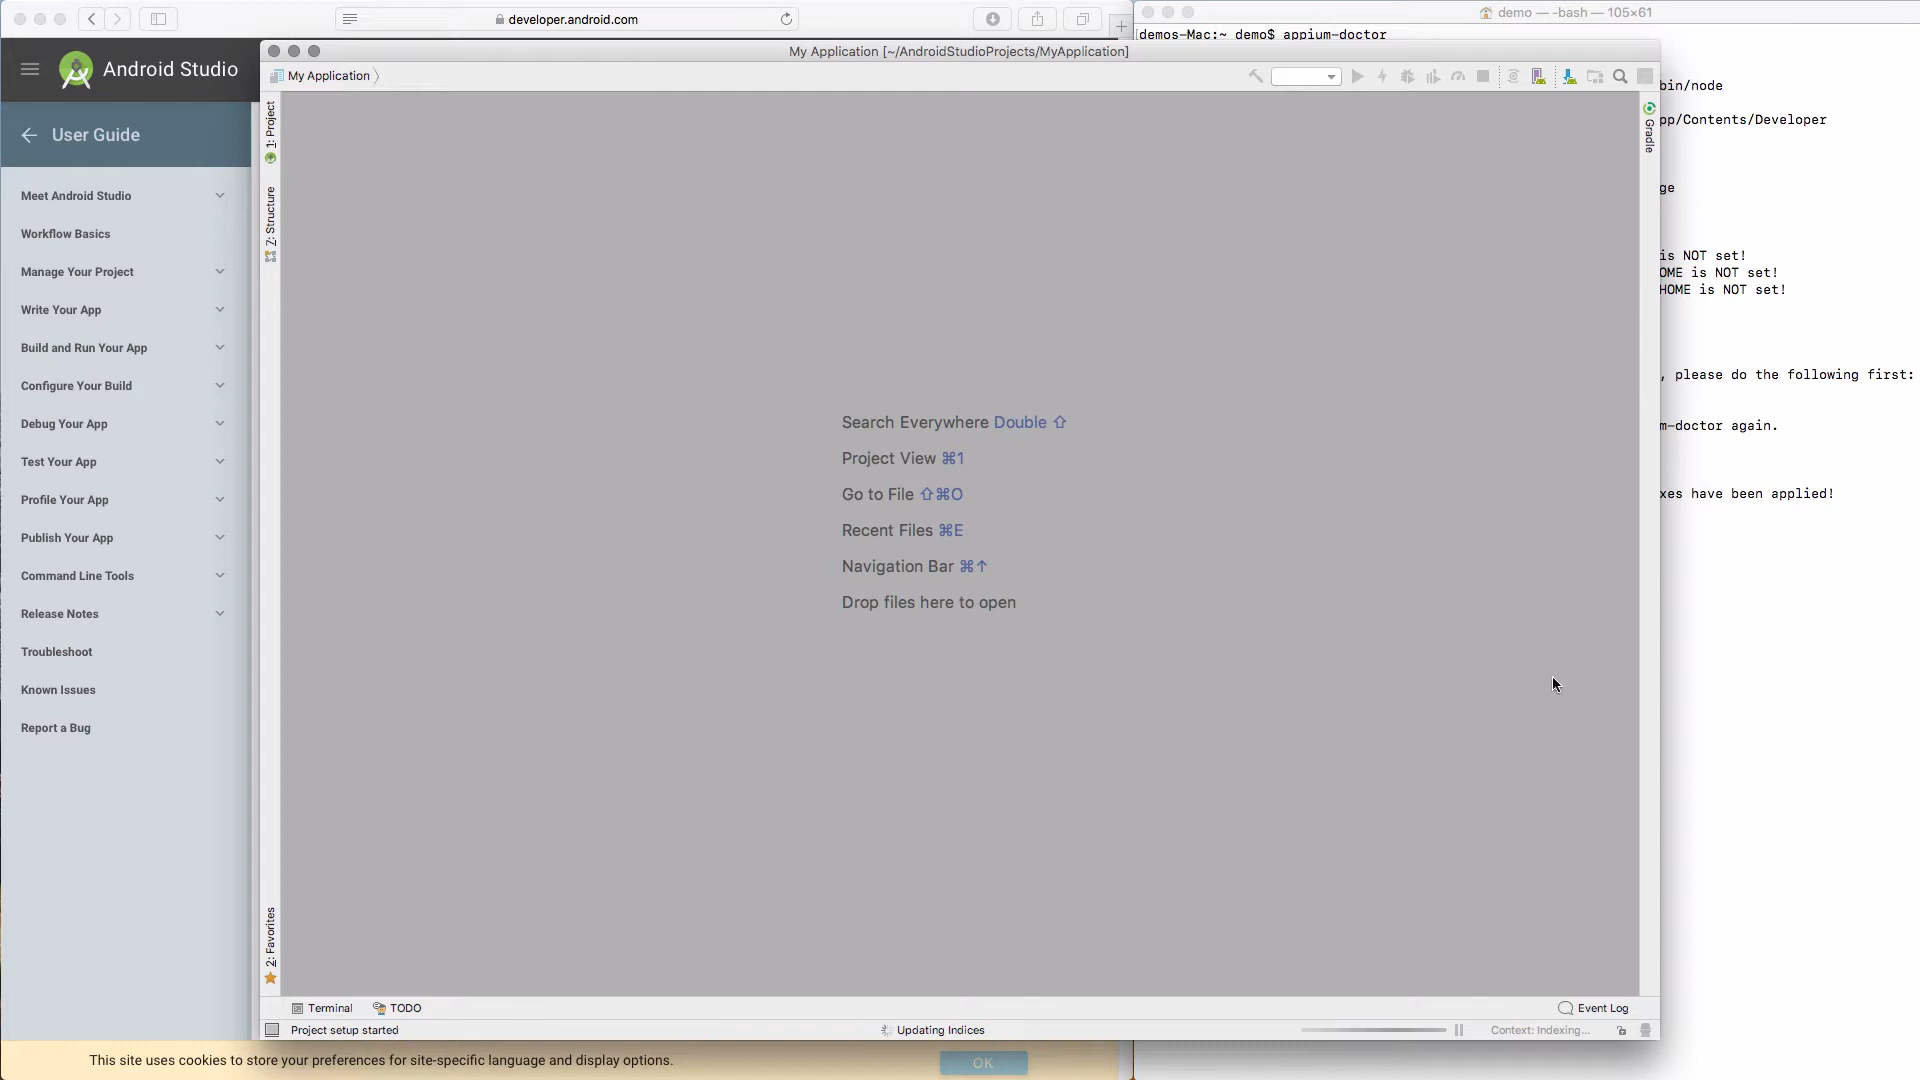 developer.android.com
demo — -bash — 105×61
demos-Mac:~ demo$ appium-doctor
Android Studio
My Application [~/AndroidStudioProjects/MyApplication]
My Application
bin/node
pp/Contents/Developer
ge
is NOT set!
OME is NOT set!
HOME is NOT set!
, please do the following first:
m-doctor again.
xes have been applied!
User Guide
Meet Android Studio
Workflow Basics
Manage Your Project
Write Your App
Build and Run Your App
Configure Your Build
Debug Your App
Test Your App
Profile Your App
Publish Your App
Command Line Tools
Release Notes
Troubleshoot
Known Issues
Report a Bug
1: Project
7: Structure
2: Favorites
Gradle
Search Everywhere Double ⇧
Project View ⌘1
Go to File ⇧⌘O
Recent Files ⌘E
Navigation Bar ⌘↑
Drop files here to open
Terminal
TODO
Event Log
Project setup started
Updating Indices
Context: Indexing...
This site uses cookies to store your preferences for site-specific language and display options.
OK